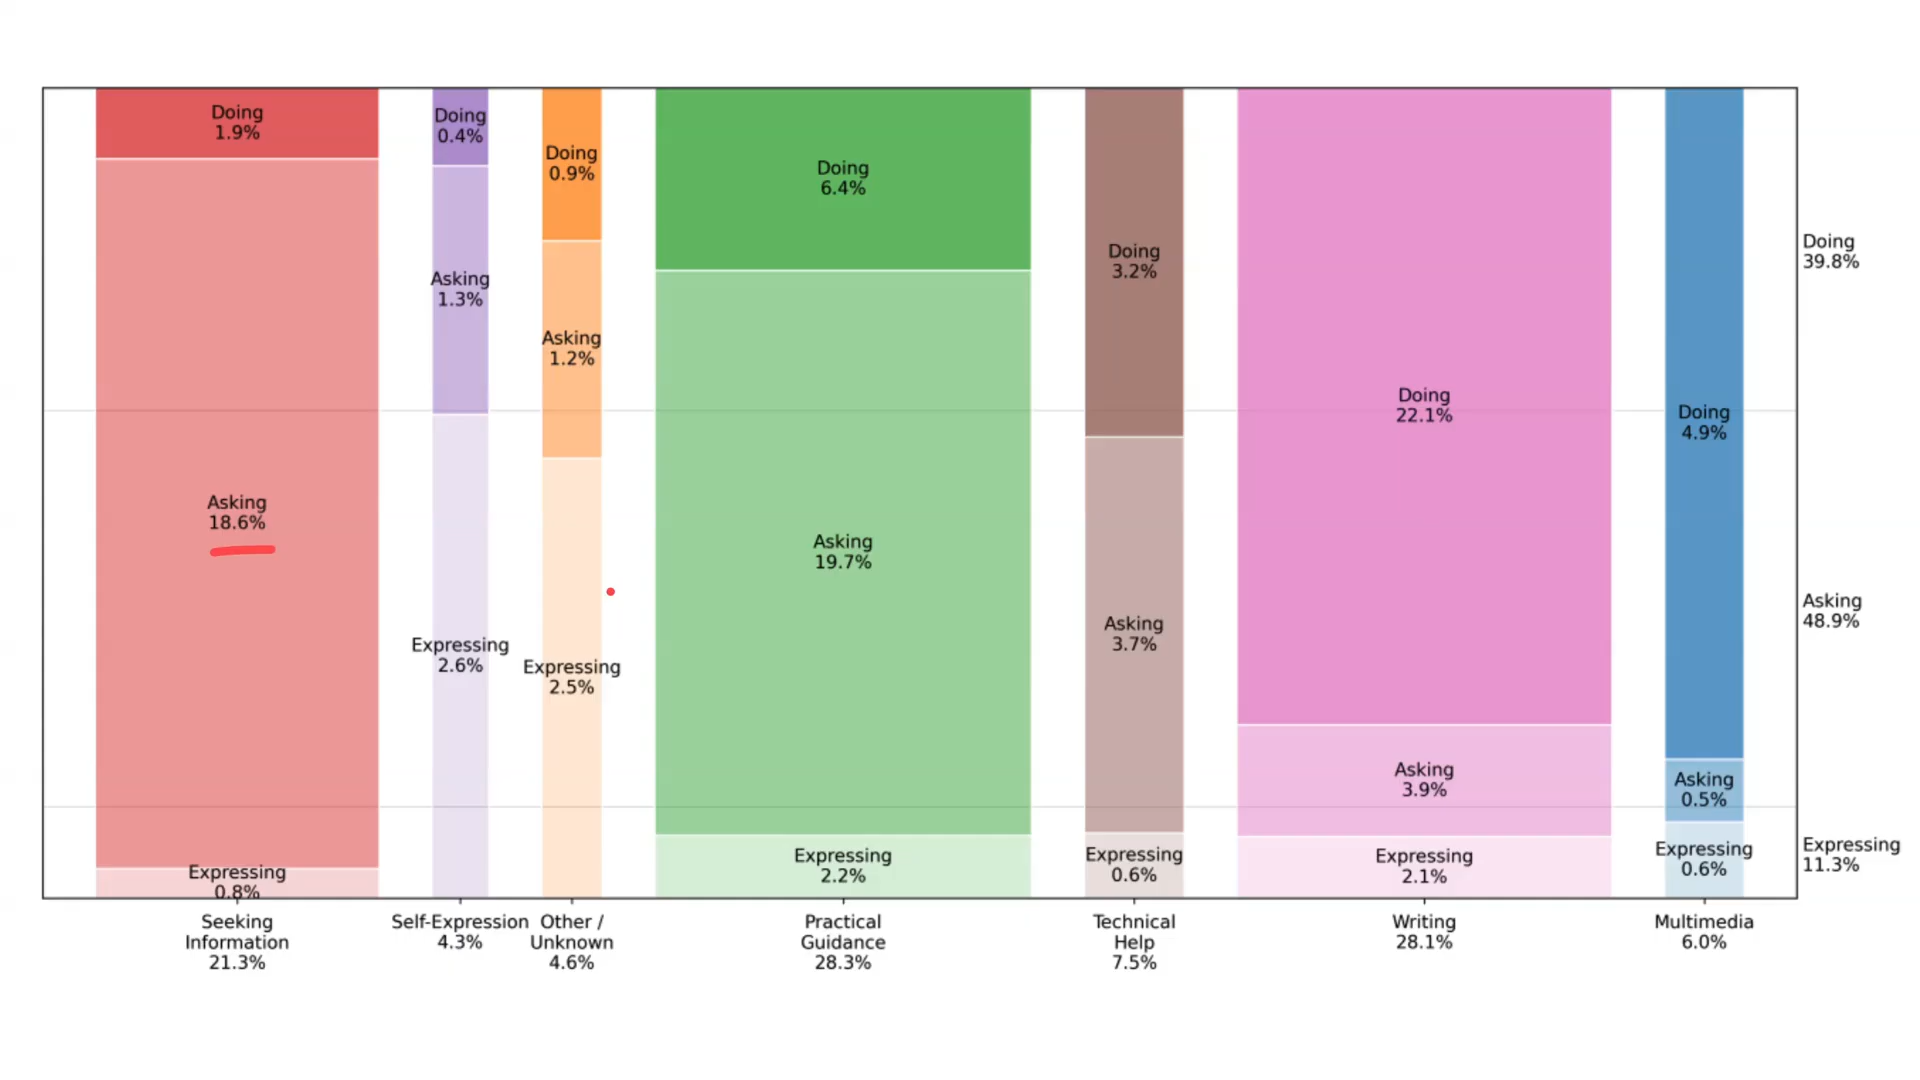 Doing
1.9%
Asking
18.6%
Expressing
0.8%
Seeking
Information
21.3%
Doing
0.4%
Asking
1.3%
Expressing
2.6%
Self-Expression
4.3%
Doing
0.9%
Asking
1.2%
Expressing
2.5%
Other /
Unknown
4.6%
Doing
6.4%
Asking
19.7%
Expressing
2.2%
Practical
Guidance
28.3%
Doing
3.2%
Asking
3.7%
Expressing
0.6%
Technical
Help
7.5%
Doing
22.1%
Asking
3.9%
Expressing
2.1%
Writing
28.1%
Doing
4.9%
Asking
0.5%
Expressing
0.6%
Multimedia
6.0%
Doing
39.8%
Asking
48.9%
Expressing
11.3%